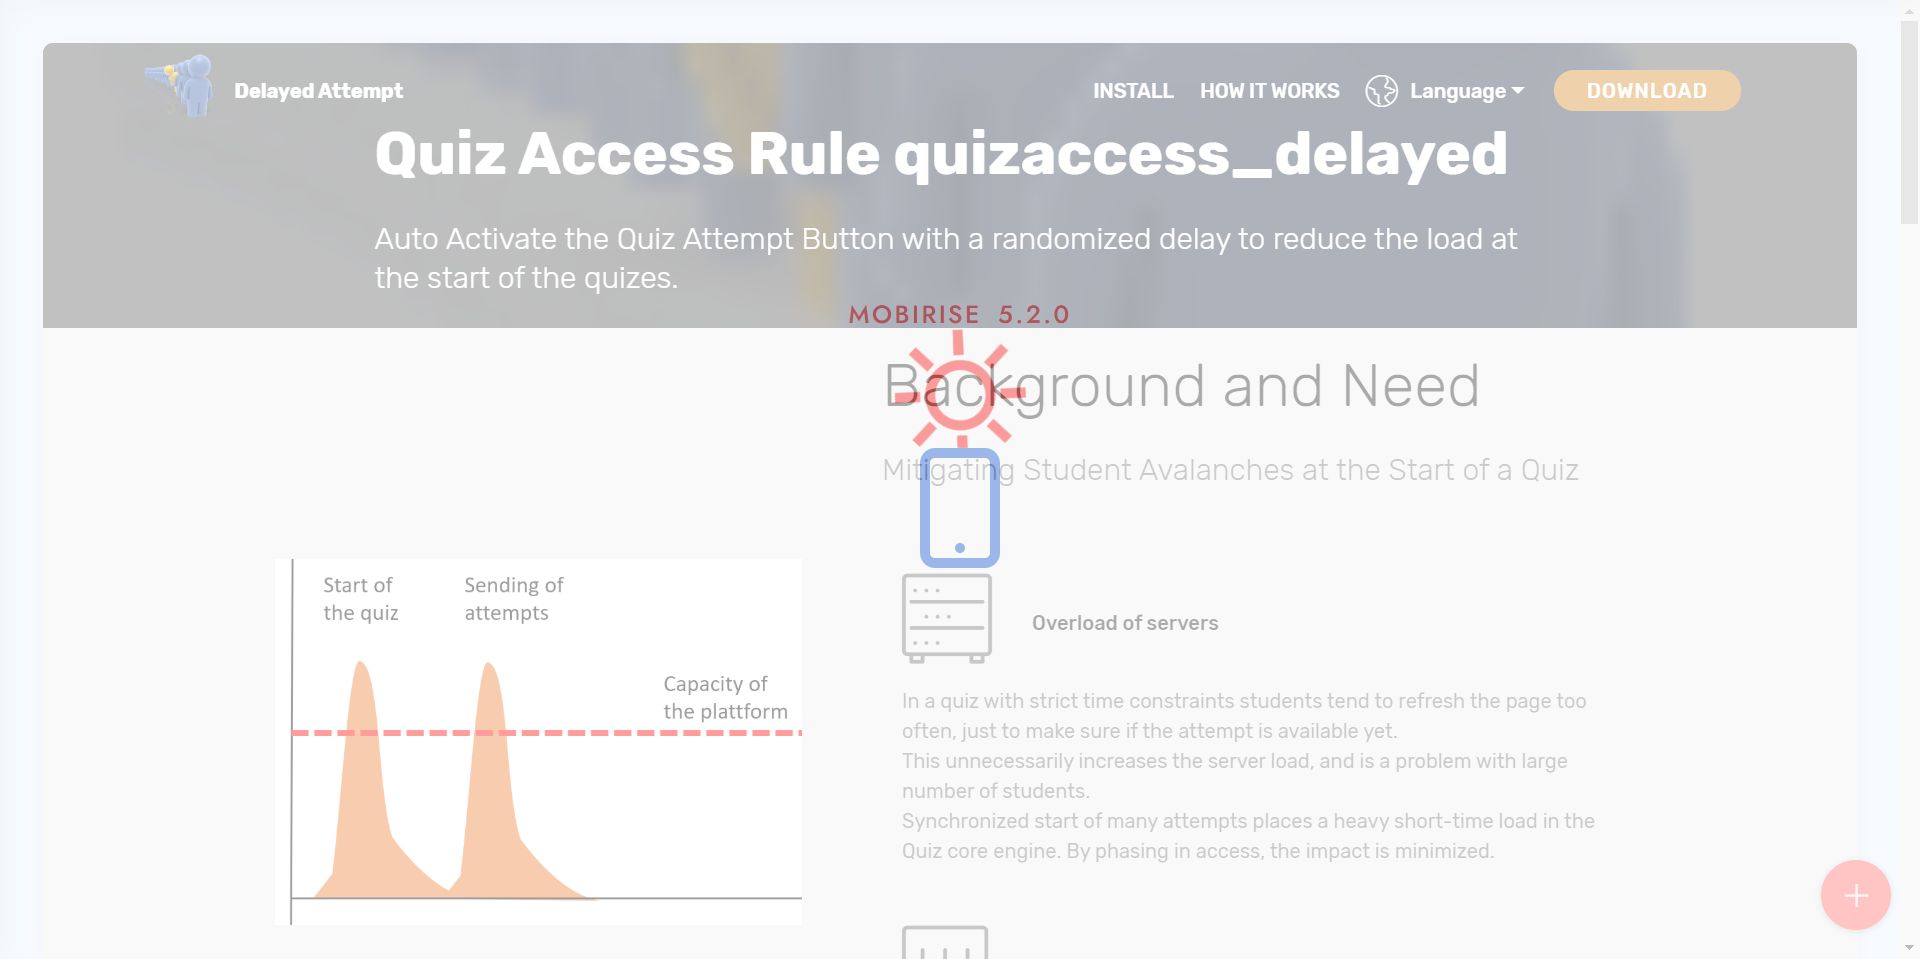 Delayed Attempt
INSTALL
HOW IT WORKS
Language
DOWNLOAD
Quiz Access Rule quizaccess_delayed
Auto Activate the Quiz Attempt Button with a randomized delay to reduce the load at
the start of the quizes.
MOBIRISE 5.2.0
Background and Need
Mitigating Student Avalanches at the Start of a Quiz
Start of
the quiz
Sending of
attempts
Capacity of
the plattform
Overload of servers
In a quiz with strict time constraints students tend to refresh the page too
often, just to make sure if the attempt is available yet.
This unnecessarily increases the server load, and is a problem with large
number of students.
Synchronized start of many attempts places a heavy short-time load in the
Quiz core engine. By phasing in access, the impact is minimized.